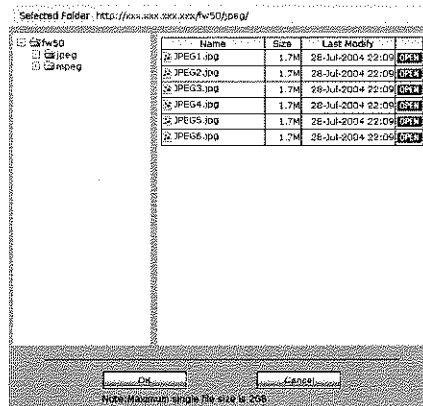 Selected Folder http://xxx.xxx.xxx.xxx/fw50/jpeg/
fw50
jpeg
mpeg
Name Size Last Modify
JPEG1.jpg 1.7M 28-Jul-2004 22:09 OPEN
JPEG2.jpg 1.7M 28-Jul-2004 22:09 OPEN
JPEG3.jpg 1.7M 28-Jul-2004 22:09 OPEN
JPEG4.jpg 1.7M 28-Jul-2004 22:09 OPEN
JPEG5.jpg 1.7M 28-Jul-2004 22:09 OPEN
JPEG6.jpg 1.7M 28-Jul-2004 22:09 OPEN
OK Cancel
Note:Maximum single file size is 2GB